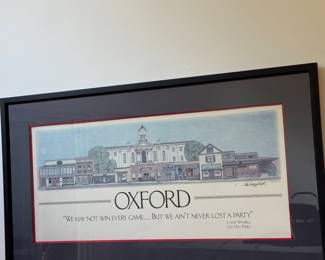 OXFORD
"WE MAY NOT WIN EVERY GAME.... BUT WE AIN'T NEVER LOST A PARTY"